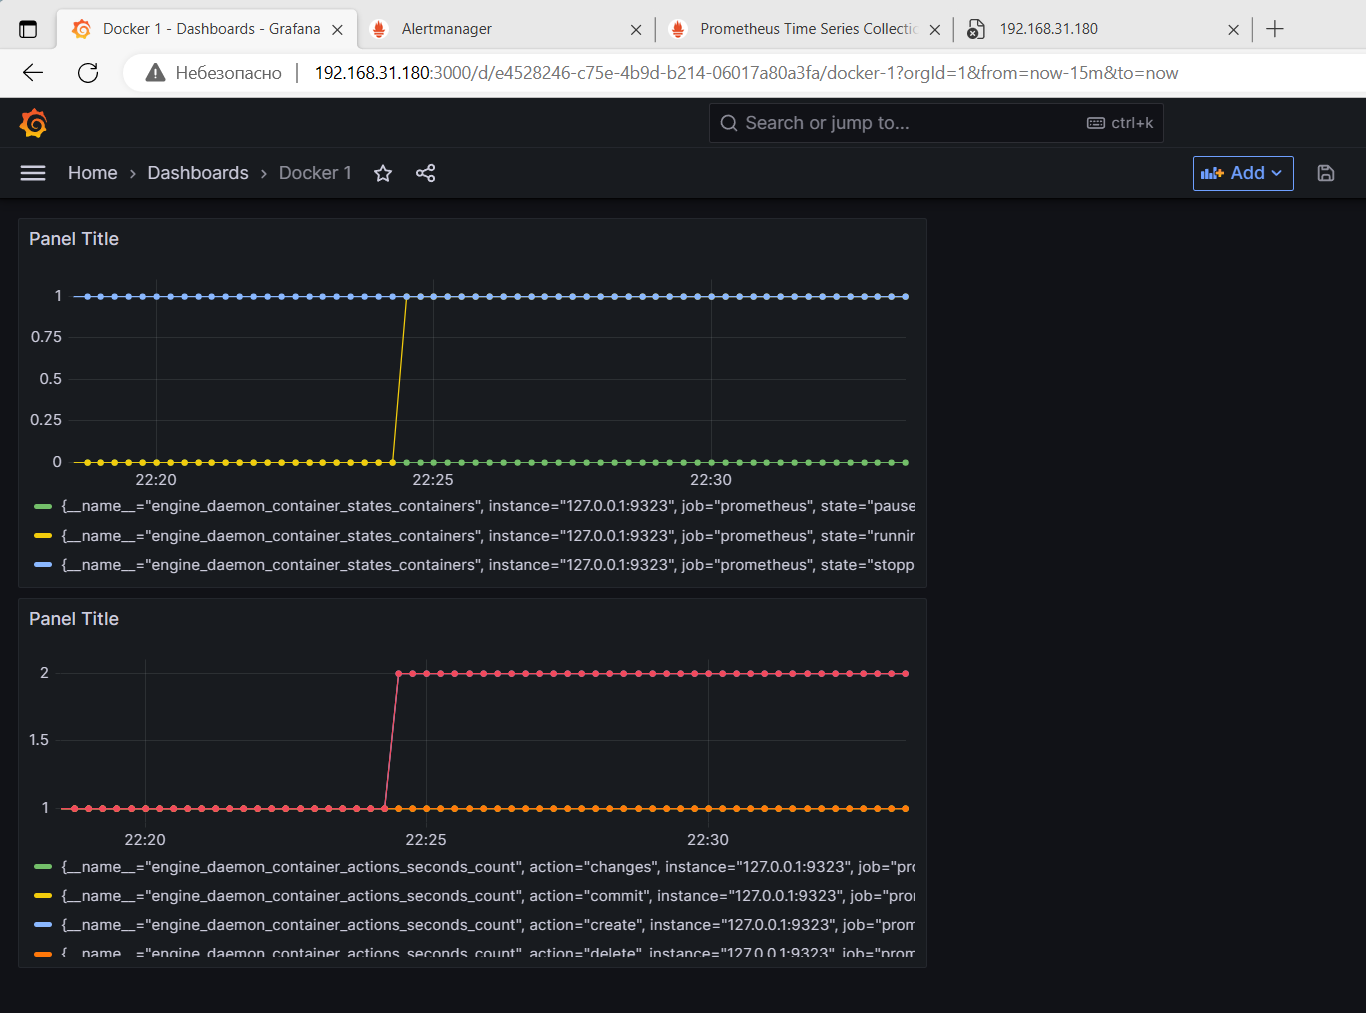 Docker 1 - Dashboards - Grafana
Alertmanager
Prometheus Time Series Collectic
192.168.31.180
Небезопасно
192.168.31.180:3000/d/e4528246-c75e-4b9d-b214-06017a80a3fa/docker-1?orgId=1&from=now-15m&to=now
Search or jump to...
ctrl+k
Home › Dashboards › Docker 1
Add
Panel Title
1
0.75
0.5
0.25
0
22:20 22:25 22:30
{__name__="engine_daemon_container_states_containers", instance="127.0.0.1:9323", job="prometheus", state="pause
{__name__="engine_daemon_container_states_containers", instance="127.0.0.1:9323", job="prometheus", state="runnin
{__name__="engine_daemon_container_states_containers", instance="127.0.0.1:9323", job="prometheus", state="stopp
Panel Title
2
1.5
1
22:20 22:25 22:30
{__name__="engine_daemon_container_actions_seconds_count", action="changes", instance="127.0.0.1:9323", job="pro
{__name__="engine_daemon_container_actions_seconds_count", action="commit", instance="127.0.0.1:9323", job="pro
{__name__="engine_daemon_container_actions_seconds_count", action="create", instance="127.0.0.1:9323", job="prom
{__name__="engine_daemon_container_actions_seconds_count", action="delete", instance="127.0.0.1:9323", job="prom